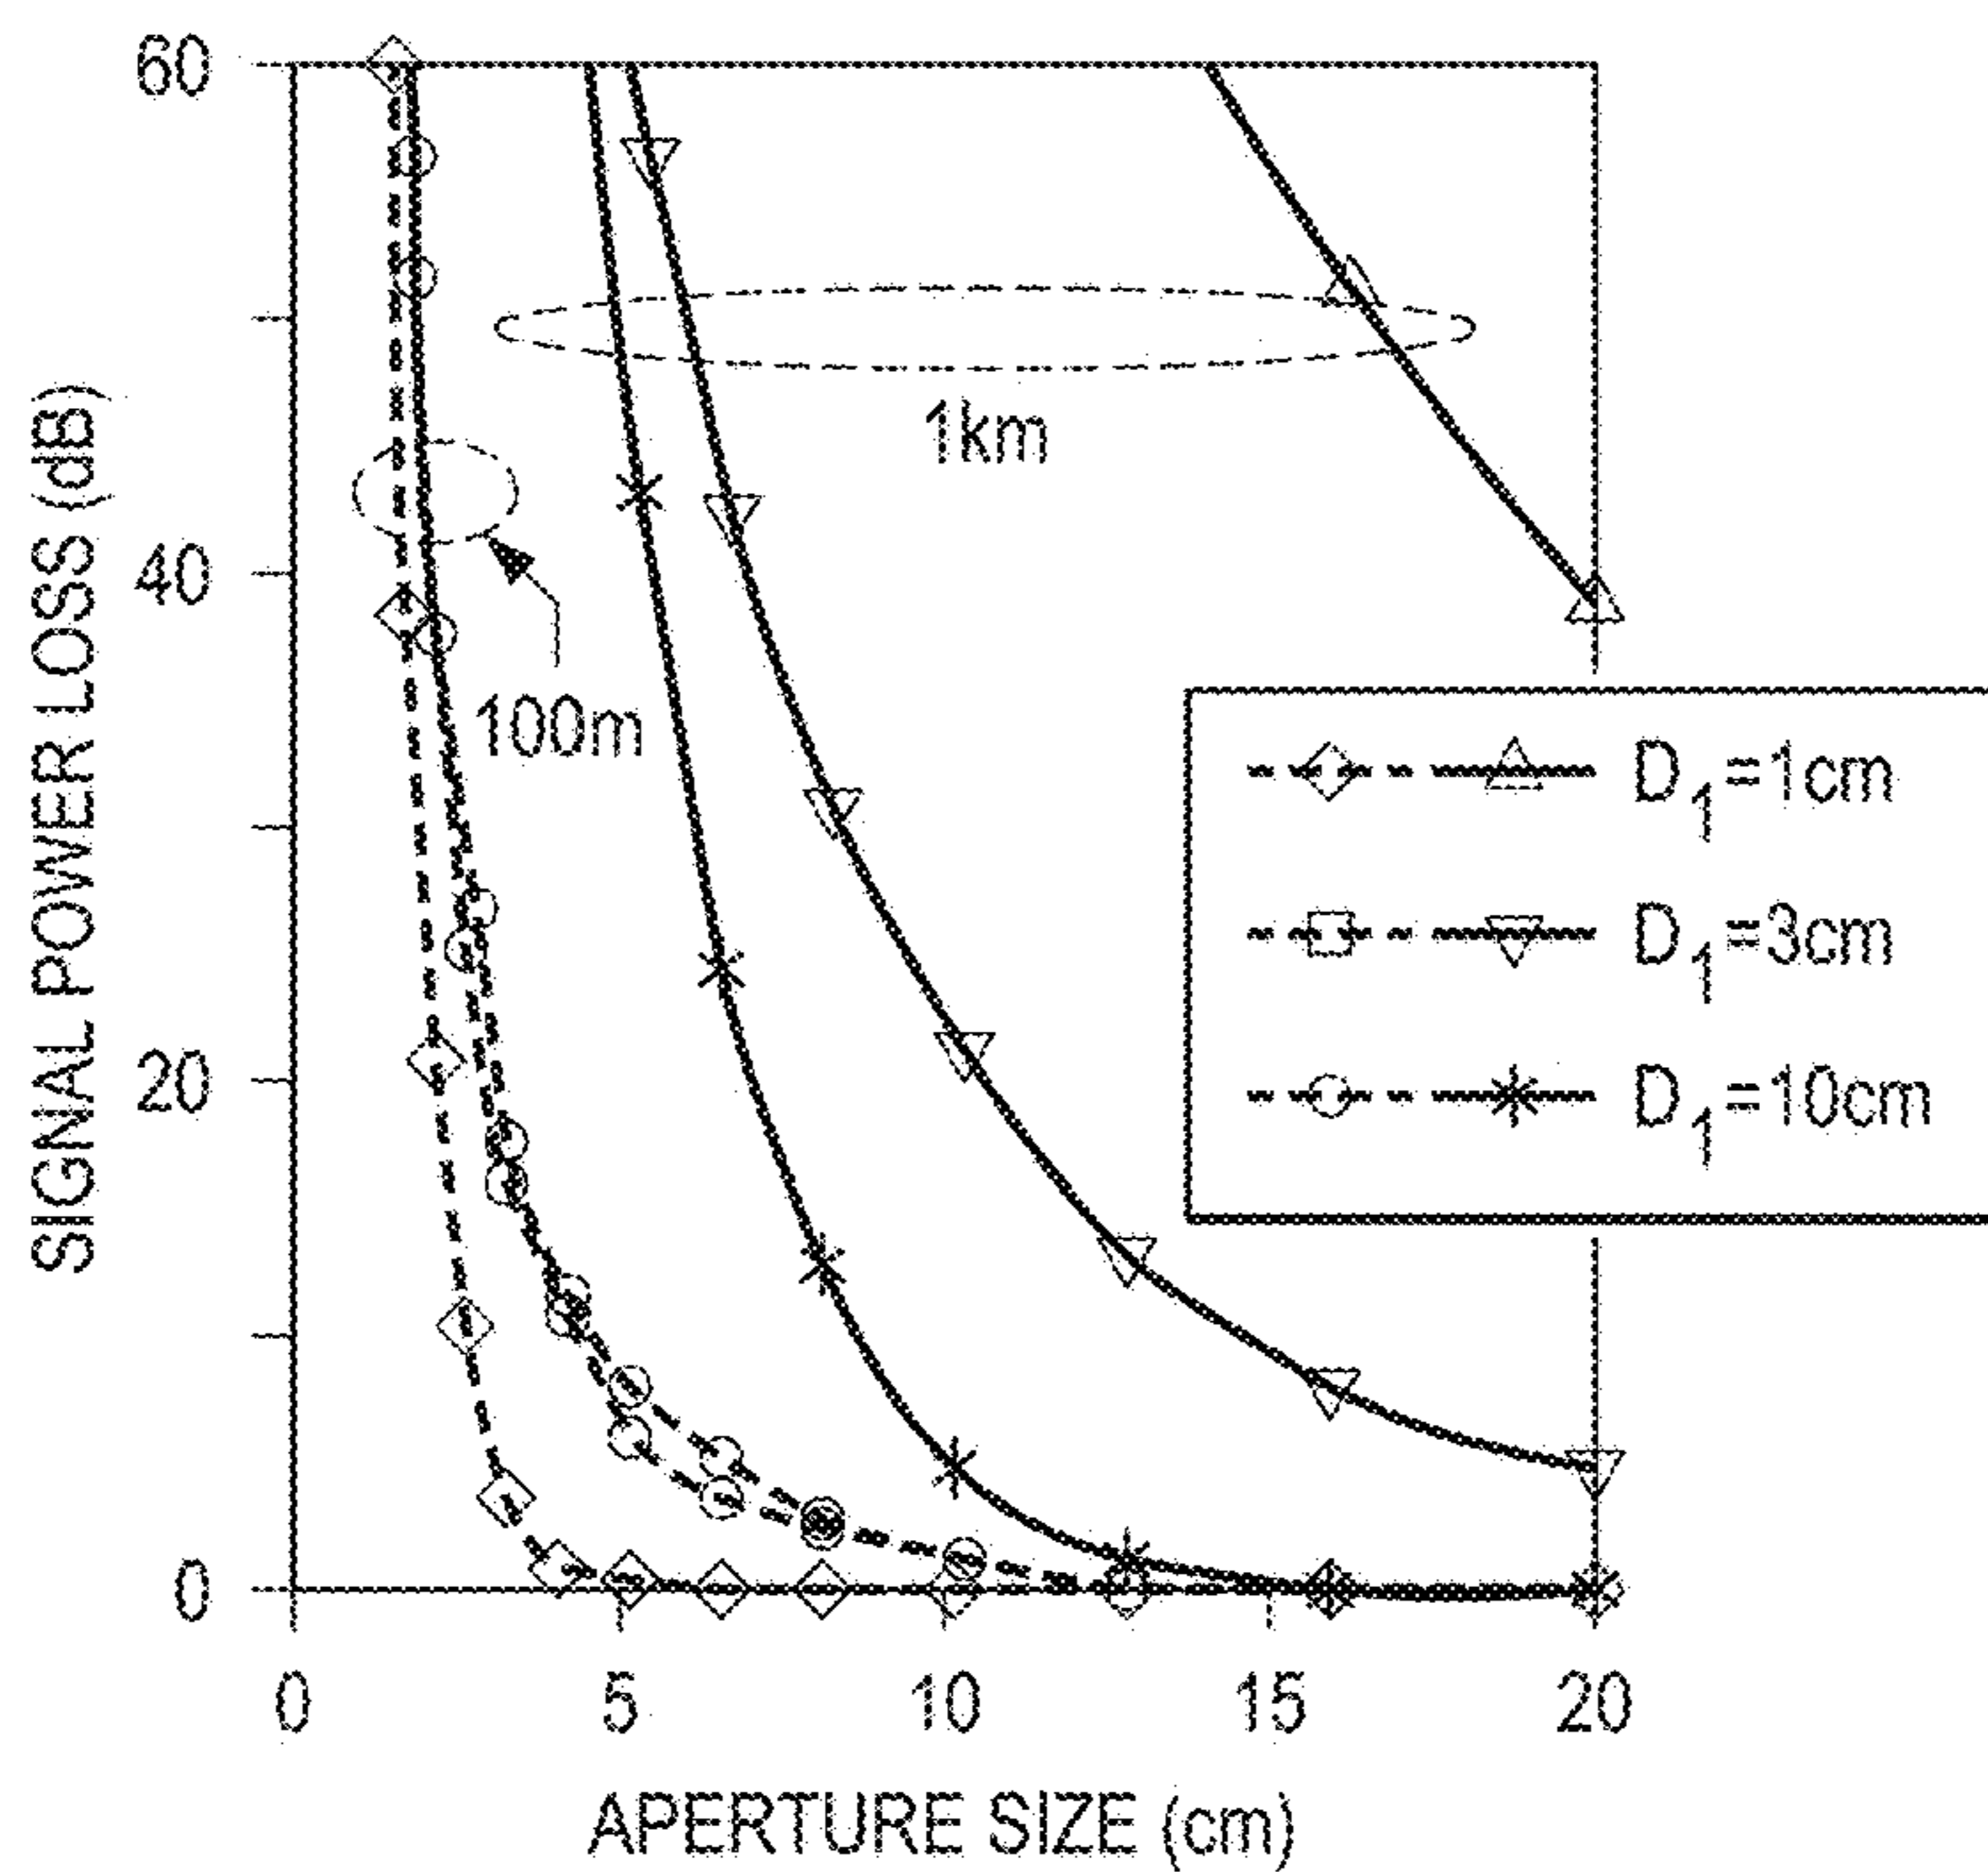 60
40
20
0
SIGNAL POWER LOSS (dB)
1km
100m
D1=1cm
D1=3cm
D1=10cm
0 5 10 15 20
APERTURE SIZE (cm)